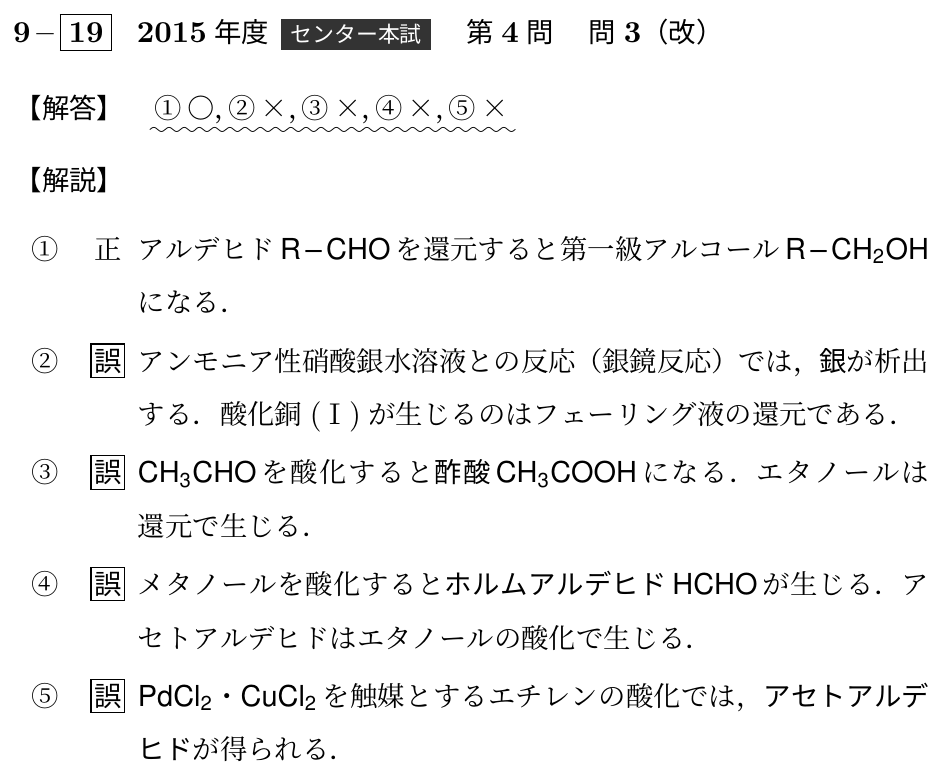 9－19 2015 年度 センター本試 第 4 問 問 3（改）
【解答】 ① ○, ② ×, ③ ×, ④ ×, ⑤ ×
【解説】
① 正 アルデヒド R－CHO を還元すると第一級アルコール R－CH₂OH
になる．
② 誤 アンモニア性硝酸銀水溶液との反応（銀鏡反応）では，銀が析出
する．酸化銅 (Ⅰ) が生じるのはフェーリング液の還元である．
③ 誤 CH₃CHO を酸化すると酢酸 CH₃COOH になる．エタノールは
還元で生じる．
④ 誤 メタノールを酸化するとホルムアルデヒド HCHO が生じる．ア
セトアルデヒドはエタノールの酸化で生じる．
⑤ 誤 PdCl₂・CuCl₂ を触媒とするエチレンの酸化では，アセトアルデ
ヒドが得られる．